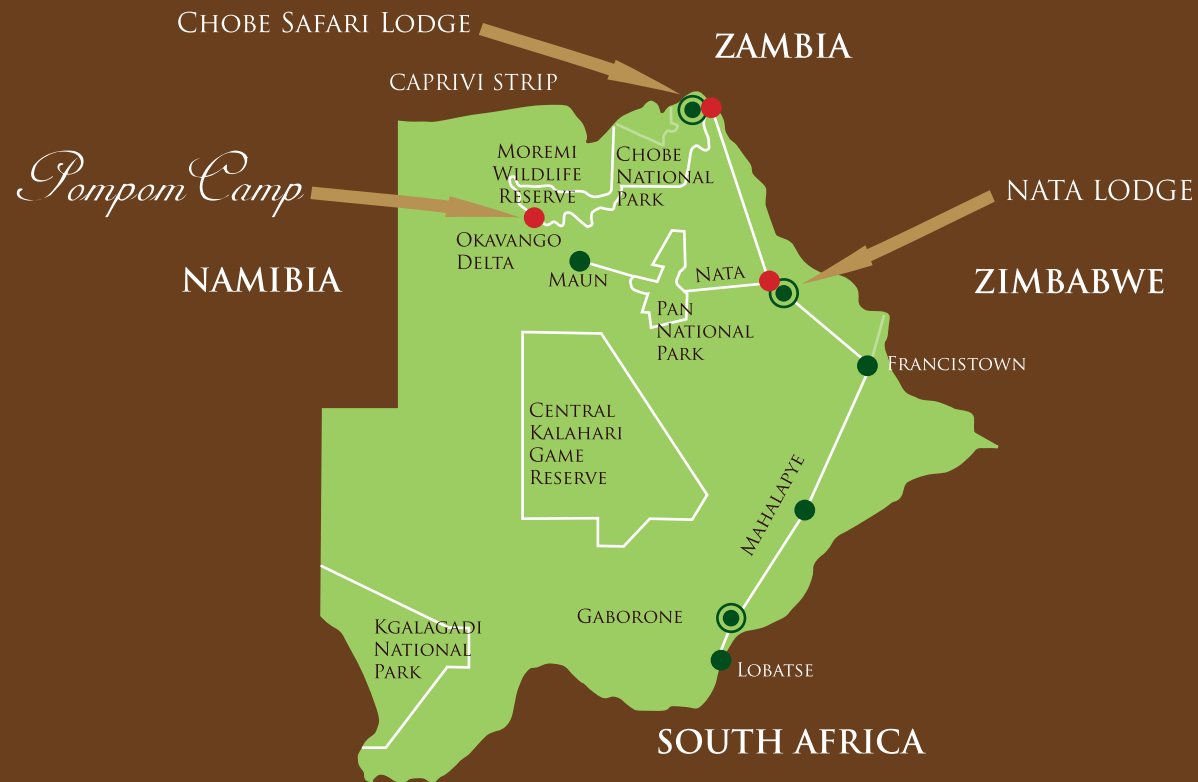 Chobe Safari Lodge
ZAMBIA
CAPRIVI STRIP
Moremi
Wildlife
Reserve
Chobe
National
Park
Pompom Camp
NATA LODGE
Okavango
Delta
Maun
NAMIBIA
Nata
ZIMBABWE
Pan
National
Park
Francistown
Central
Kalahari
Game
Reserve
Mahalapye
Gaborone
Kgalagadi
National
Park
Lobatse
SOUTH AFRICA